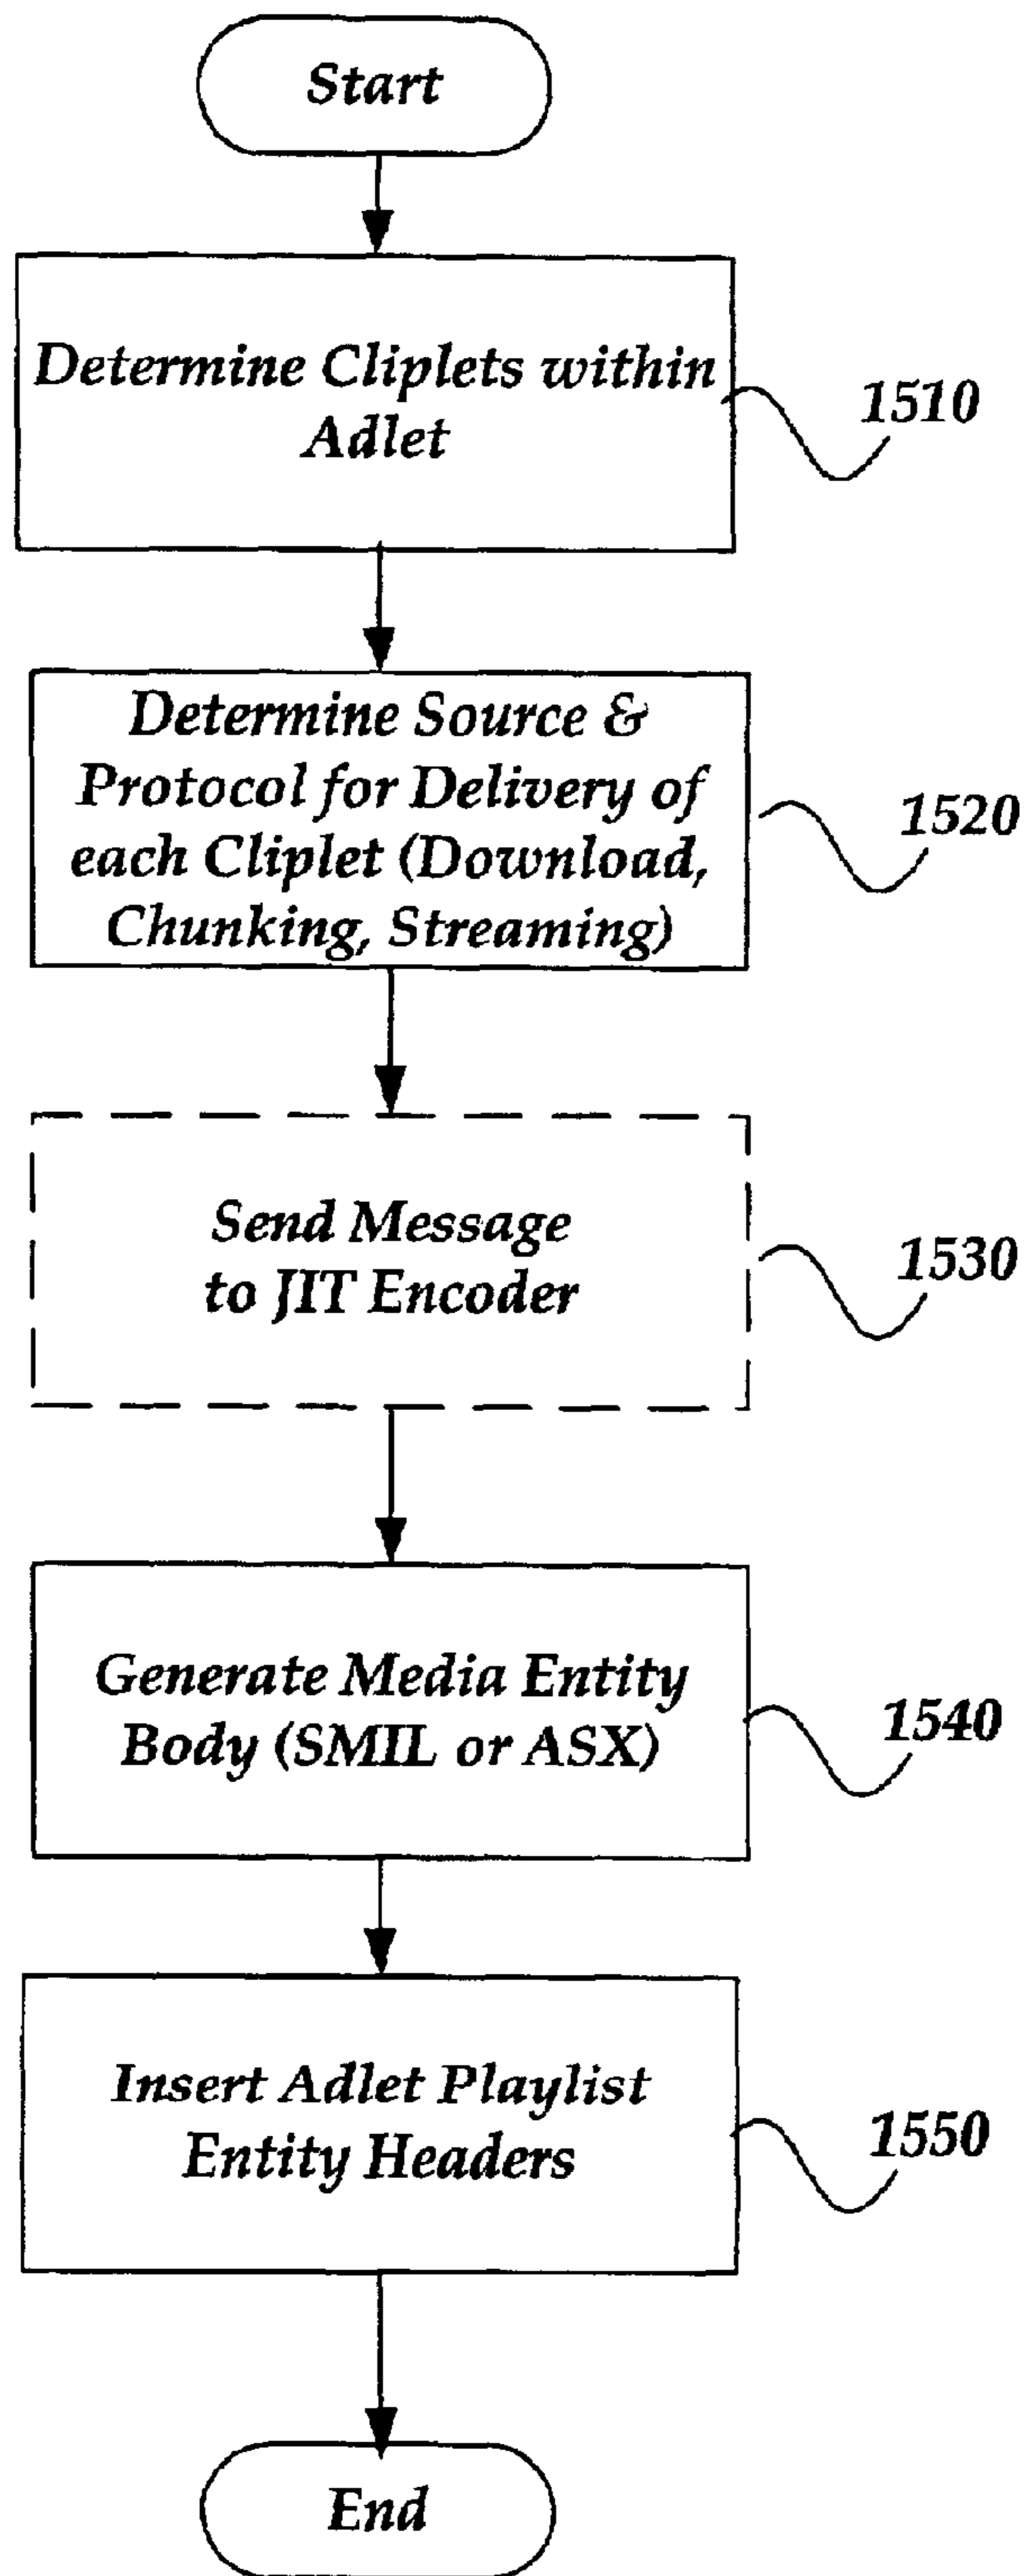 Start
Determine Cliplets within
Adlet
1510
Determine Source &
Protocol for Delivery of
each Cliplet (Download,
Chunking, Streaming)
1520
Send Message
to JIT Encoder
1530
Generate Media Entity
Body (SMIL or ASX)
1540
Insert Adlet Playlist
Entity Headers
1550
End